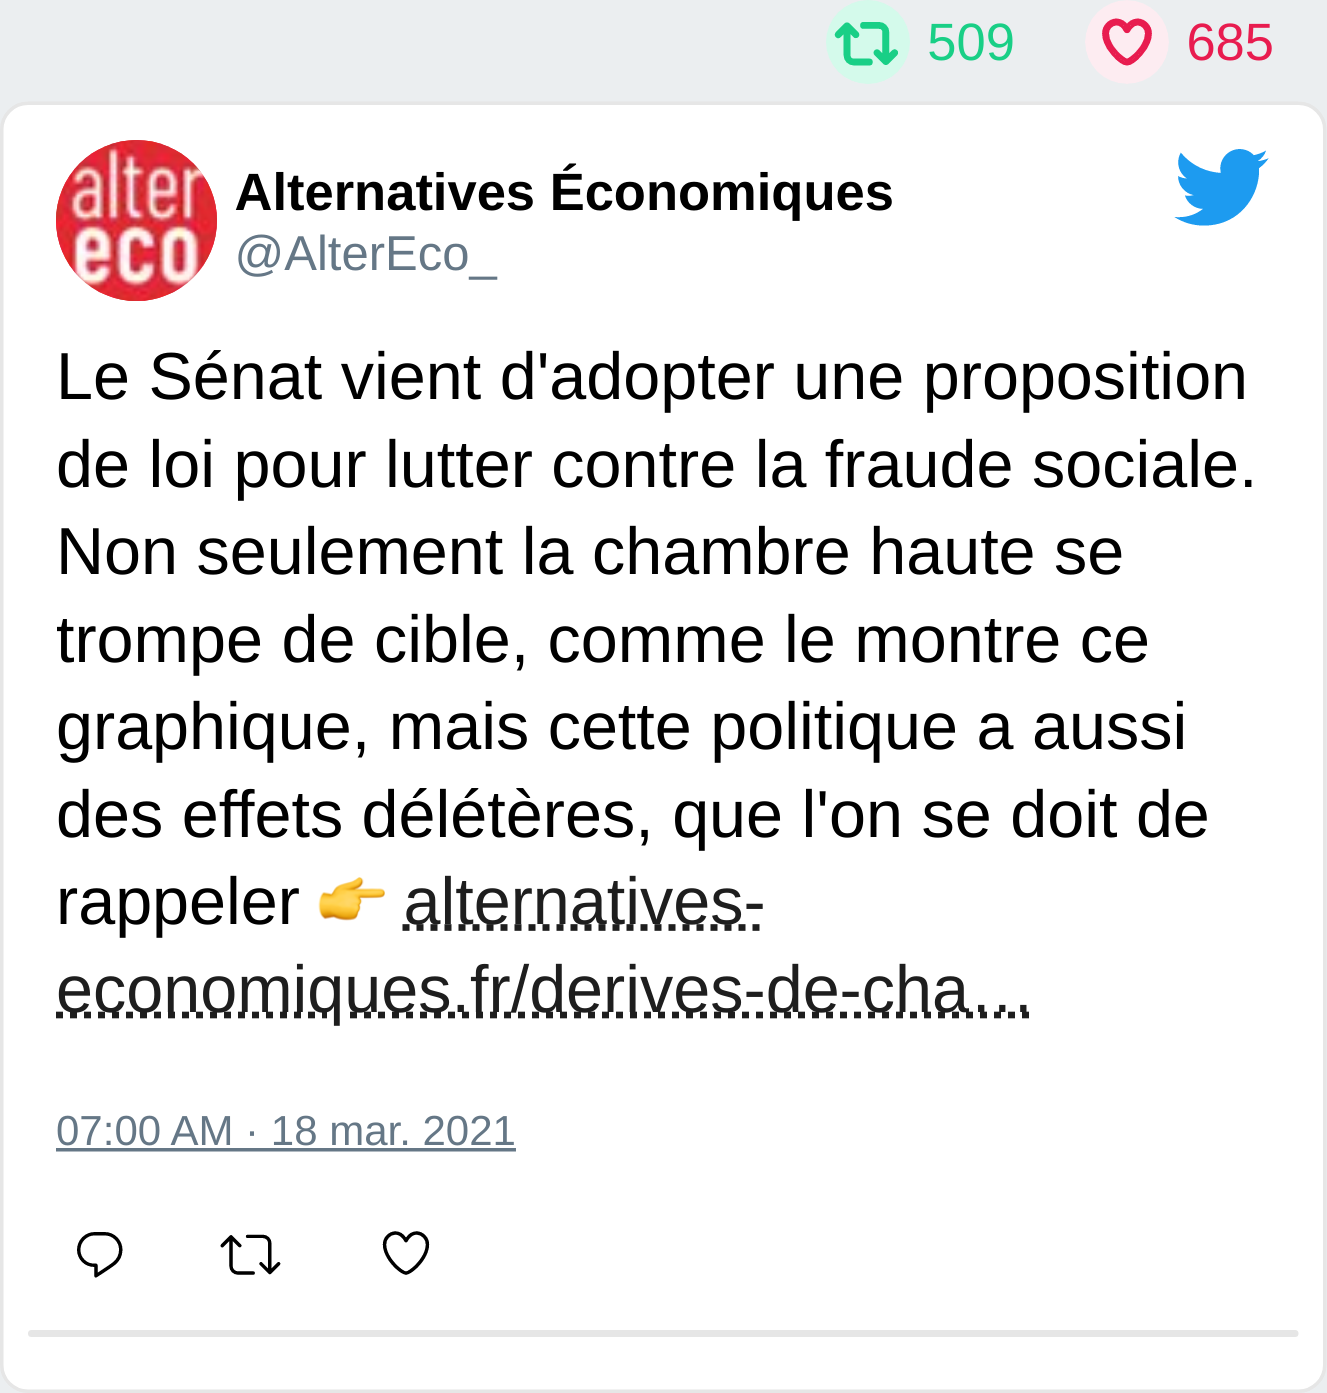 509 685
alter
eco
Alternatives Économiques
@AlterEco_
Le Sénat vient d'adopter une proposition
de loi pour lutter contre la fraude sociale.
Non seulement la chambre haute se
trompe de cible, comme le montre ce
graphique, mais cette politique a aussi
des effets délétères, que l'on se doit de
rappeler 👉 alternatives-
economiques.fr/derives-de-cha…
07:00 AM · 18 mar. 2021